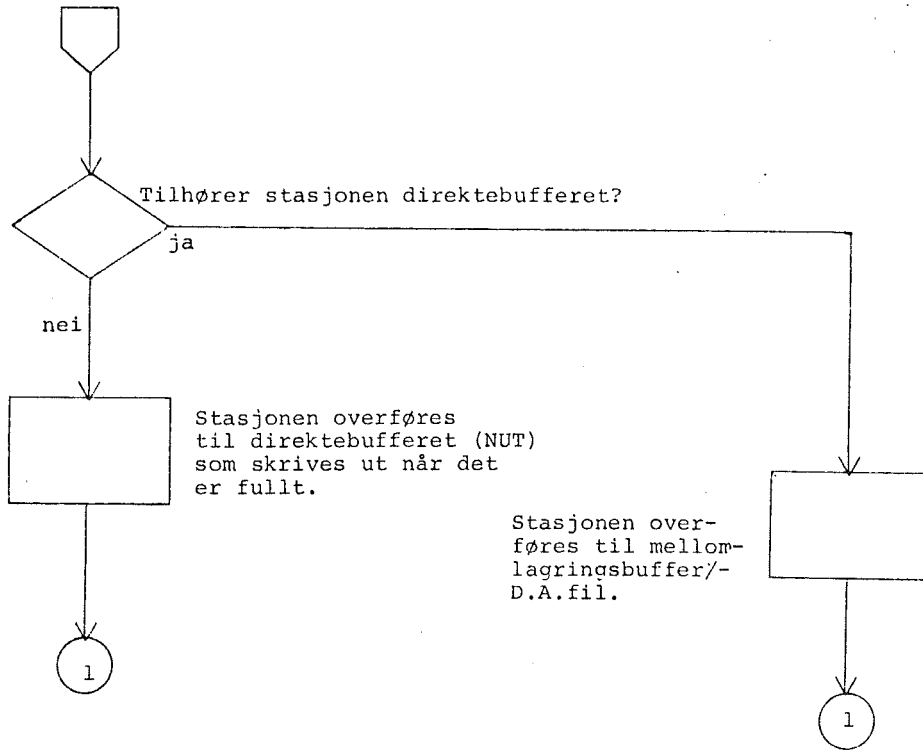 Tilhører stasjonen direktebufferet?
ja
nei
Stasjonen overføres
til direktebufferet (NUT)
som skrives ut når det
er fullt.
Stasjonen over-
føres til mellom-
lagringsbuffer/-
D.A.fil.
1
1